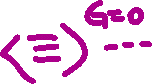 ⟨≡⟩ G=0 ---